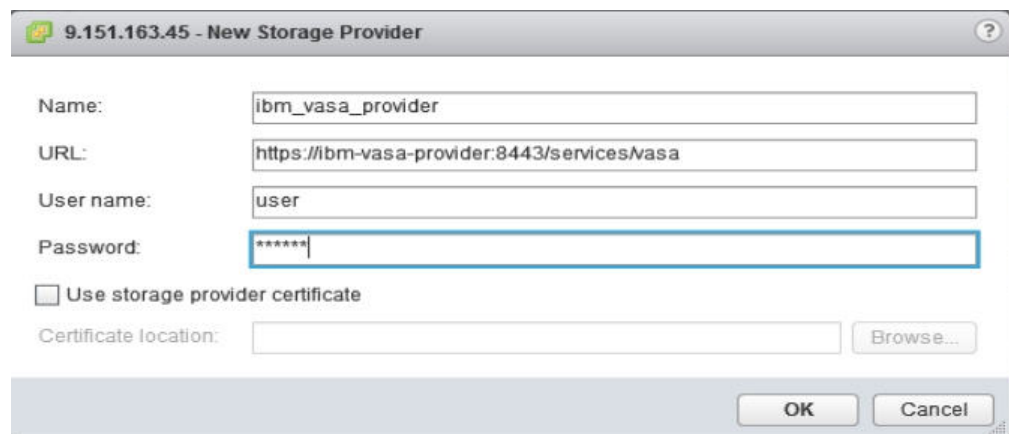 9.151.163.45 - New Storage Provider ?
Name: ibm_vasa_provider
URL: https://ibm-vasa-provider:8443/services/vasa
User name: user
Password: ******
Use storage provider certificate
Certificate location: Browse...
OK Cancel